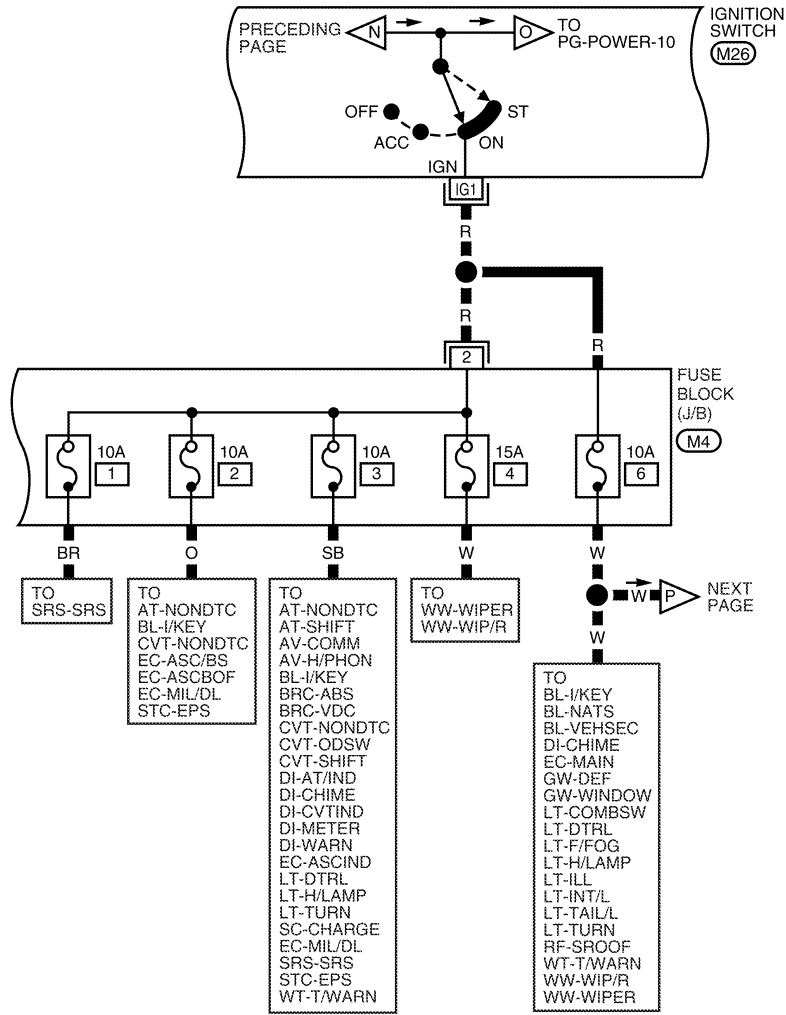 PRECEDING
PAGE
N
O
TO
PG-POWER-10
IGNITION
SWITCH
M26
OFF
ACC
ST
ON
IGN
IG1
R
R
R
2
FUSE
BLOCK
(J/B)
M4
10A
1
10A
2
10A
3
15A
4
10A
6
BR
O
SB
W
W
TO
SRS-SRS
TO
AT-NONDTC
BL-I/KEY
CVT-NONDTC
EC-ASC/BS
EC-ASCBOF
EC-MIL/DL
STC-EPS
TO
AT-NONDTC
AT-SHIFT
AV-COMM
AV-H/PHON
BL-I/KEY
BRC-ABS
BRC-VDC
CVT-NONDTC
CVT-ODSW
CVT-SHIFT
DI-AT/IND
DI-CHIME
DI-CVTIND
DI-METER
DI-WARN
EC-ASCIND
LT-DTRL
LT-H/LAMP
LT-TURN
SC-CHARGE
EC-MIL/DL
SRS-SRS
STC-EPS
WT-T/WARN
TO
WW-WIPER
WW-WIP/R
W
P
NEXT
PAGE
W
TO
BL-I/KEY
BL-NATS
BL-VEHSEC
DI-CHIME
EC-MAIN
GW-DEF
GW-WINDOW
LT-COMBSW
LT-DTRL
LT-F/FOG
LT-H/LAMP
LT-ILL
LT-INT/L
LT-TAIL/L
LT-TURN
RF-SROOF
WT-T/WARN
WW-WIP/R
WW-WIPER